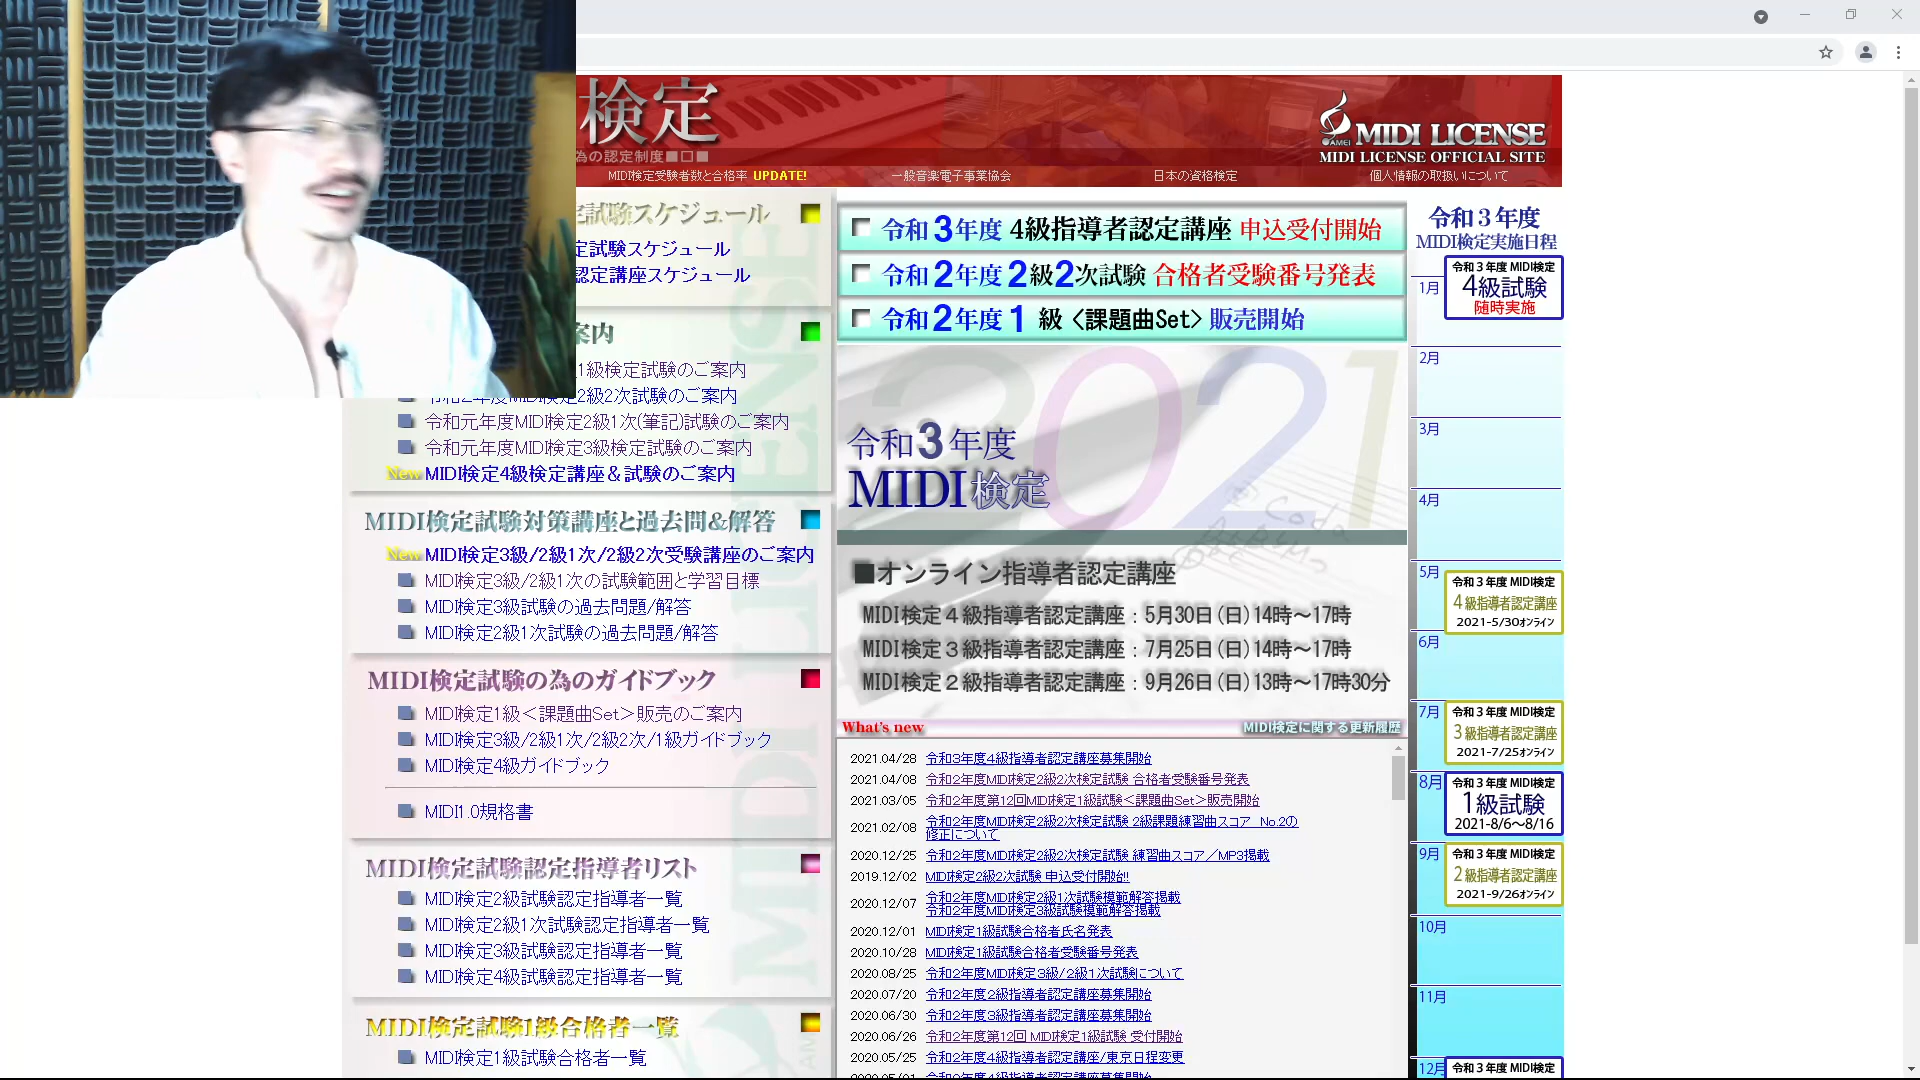 検定
為の認定制度■□■
AMEI
MIDI LICENSE
MIDI LICENSE OFFICIAL SITE
MIDI検定受験者数と合格率 UPDATE!
一般音楽電子事業協会
日本の資格検定
個人情報の取扱いについて
定試験スケジュール
定試験スケジュール
認定講座スケジュール
案内
1級検定試験のご案内
令和2年度MIDI検定2級2次試験のご案内
令和元年度MIDI検定2級1次(筆記)試験のご案内
令和元年度MIDI検定3級検定試験のご案内
New MIDI検定4級検定講座&試験のご案内
MIDI検定試験対策講座と過去問&解答
New MIDI検定3級/2級1次/2級2次受験講座のご案内
MIDI検定3級/2級1次の試験範囲と学習目標
MIDI検定3級試験の過去問題/解答
MIDI検定2級1次試験の過去問題/解答
MIDI検定試験の為のガイドブック
MIDI検定1級<課題曲Set>販売のご案内
MIDI検定3級/2級1次/2級2次/1級ガイドブック
MIDI検定4級ガイドブック
MIDI1.0規格書
MIDI検定試験認定指導者リスト
MIDI検定2級試験認定指導者一覧
MIDI検定2級1次試験認定指導者一覧
MIDI検定3級試験認定指導者一覧
MIDI検定4級試験認定指導者一覧
MIDI検定試験1級合格者一覧
MIDI検定1級試験合格者一覧
MIDI LICENSE
令和3年度 4級指導者認定講座 申込受付開始
令和2年度2級2次試験 合格者受験番号発表
令和2年度1級<課題曲Set>販売開始
2021
令和3年度
MIDI検定
■オンライン指導者認定講座
MIDI検定4級指導者認定講座：5月30日(日)14時～17時
MIDI検定3級指導者認定講座：7月25日(日)14時～17時
MIDI検定2級指導者認定講座：9月26日(日)13時～17時30分
What's new
MIDI検定に関する更新履歴
2021.04/28 令和3年度4級指導者認定講座募集開始
2021.04/08 令和2年度MIDI検定2級2次検定試験 合格者受験番号発表
2021.03/05 令和2年度第12回MIDI検定1級試験<課題曲Set>販売開始
2021.02/08 令和2年度MIDI検定2級2次検定試験 2級課題練習曲スコア No.2の
修正について
2020.12/25 令和2年度MIDI検定2級2次検定試験 練習曲スコア／MP3掲載
2019.12/02 MIDI検定2級2次試験 申込受付開始!!
2020.12/07 令和2年度MIDI検定2級1次試験模範解答掲載
令和2年度MIDI検定3級試験模範解答掲載
2020.12/01 MIDI検定1級試験合格者氏名発表
2020.10/28 MIDI検定1級試験合格者受験番号発表
2020.08/25 令和2年度MIDI検定3級/2級1次試験について
2020.07/20 令和2年度2級指導者認定講座募集開始
2020.06/30 令和2年度3級指導者認定講座募集開始
2020.06/26 令和2年度第12回 MIDI検定1級試験 受付開始
2020.05/25 令和2年度4級指導者認定講座/東京日程変更
2020.05/01 令和2年度4級指導者認定講座募集開始
令和3年度
MIDI検定実施日程
1月
令和3年度 MIDI検定
4級試験
随時実施
2月
3月
4月
5月
令和3年度 MIDI検定
4級指導者認定講座
2021-5/30オンライン
6月
7月
令和3年度 MIDI検定
3級指導者認定講座
2021-7/25オンライン
8月
令和3年度 MIDI検定
1級試験
2021-8/6～8/16
9月
令和3年度 MIDI検定
2級指導者認定講座
2021-9/26オンライン
10月
11月
12月
令和3年度 MIDI検定